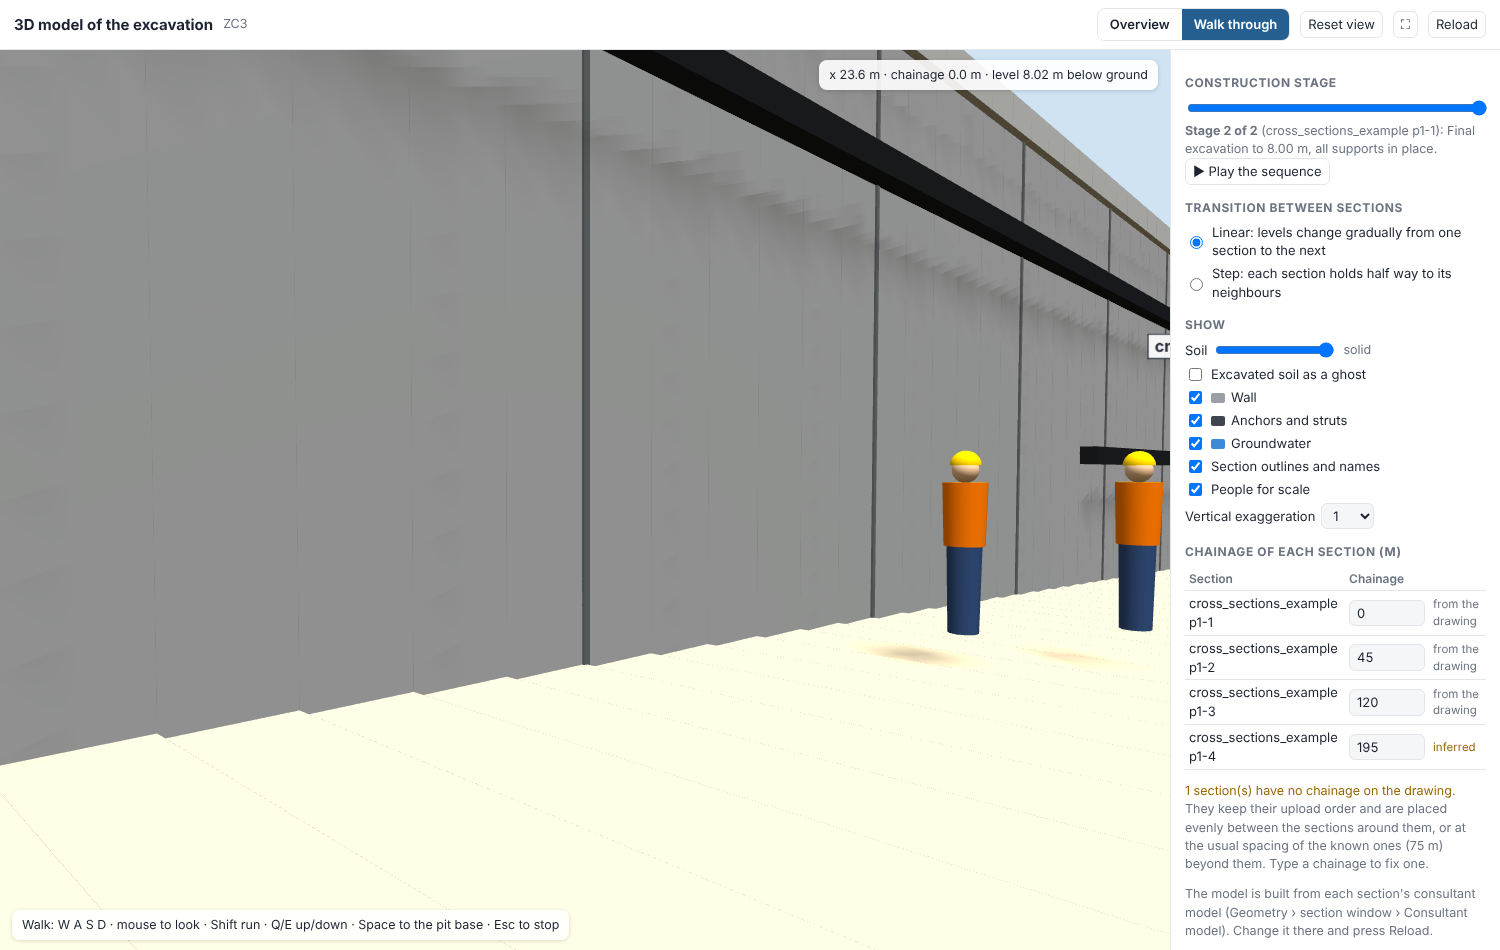 3D model of the excavation ZC3
Overview Walk through Reset view Reload
x 23.6 m · chainage 0.0 m · level 8.02 m below ground
cr
Walk: W A S D · mouse to look · Shift run · Q/E up/down · Space to the pit base · Esc to stop
CONSTRUCTION STAGE
Stage 2 of 2 (cross_sections_example p1-1): Final
excavation to 8.00 m, all supports in place.
▶ Play the sequence
TRANSITION BETWEEN SECTIONS
Linear: levels change gradually from one
section to the next
Step: each section holds half way to its
neighbours
SHOW
Soil solid
Excavated soil as a ghost
Wall
Anchors and struts
Groundwater
Section outlines and names
People for scale
Vertical exaggeration 1
CHAINAGE OF EACH SECTION (M)
Section Chainage
cross_sections_example
p1-1
0
from the
drawing
cross_sections_example
p1-2
45
from the
drawing
cross_sections_example
p1-3
120
from the
drawing
cross_sections_example
p1-4
195
inferred
1 section(s) have no chainage on the drawing.
They keep their upload order and are placed
evenly between the sections around them, or at
the usual spacing of the known ones (75 m)
beyond them. Type a chainage to fix one.
The model is built from each section's consultant
model (Geometry › section window › Consultant
model). Change it there and press Reload.